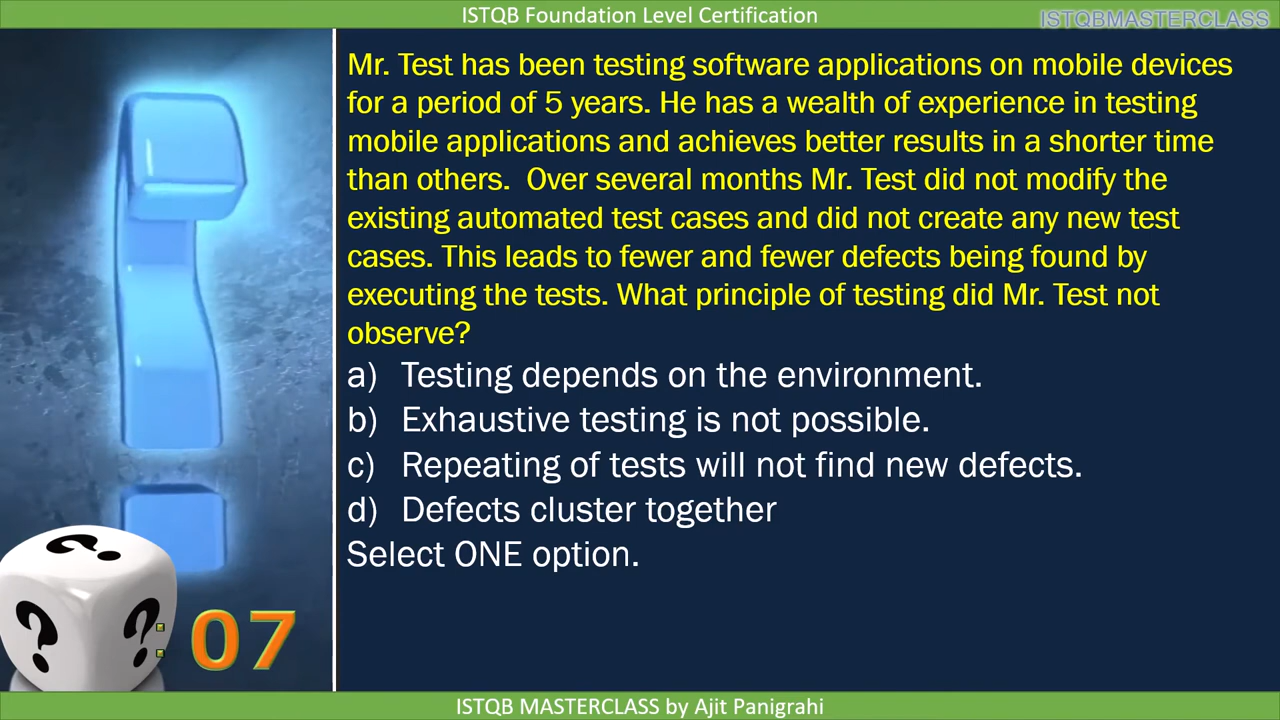 ISTQB Foundation Level Certification
ISTQBMASTERCLASS
Mr. Test has been testing software applications on mobile devices
for a period of 5 years. He has a wealth of experience in testing
mobile applications and achieves better results in a shorter time
than others.  Over several months Mr. Test did not modify the
existing automated test cases and did not create any new test
cases. This leads to fewer and fewer defects being found by
executing the tests. What principle of testing did Mr. Test not
observe?
a) Testing depends on the environment.
b) Exhaustive testing is not possible.
c) Repeating of tests will not find new defects.
d) Defects cluster together
Select ONE option.
? ? ?
: 07
ISTQB MASTERCLASS by Ajit Panigrahi